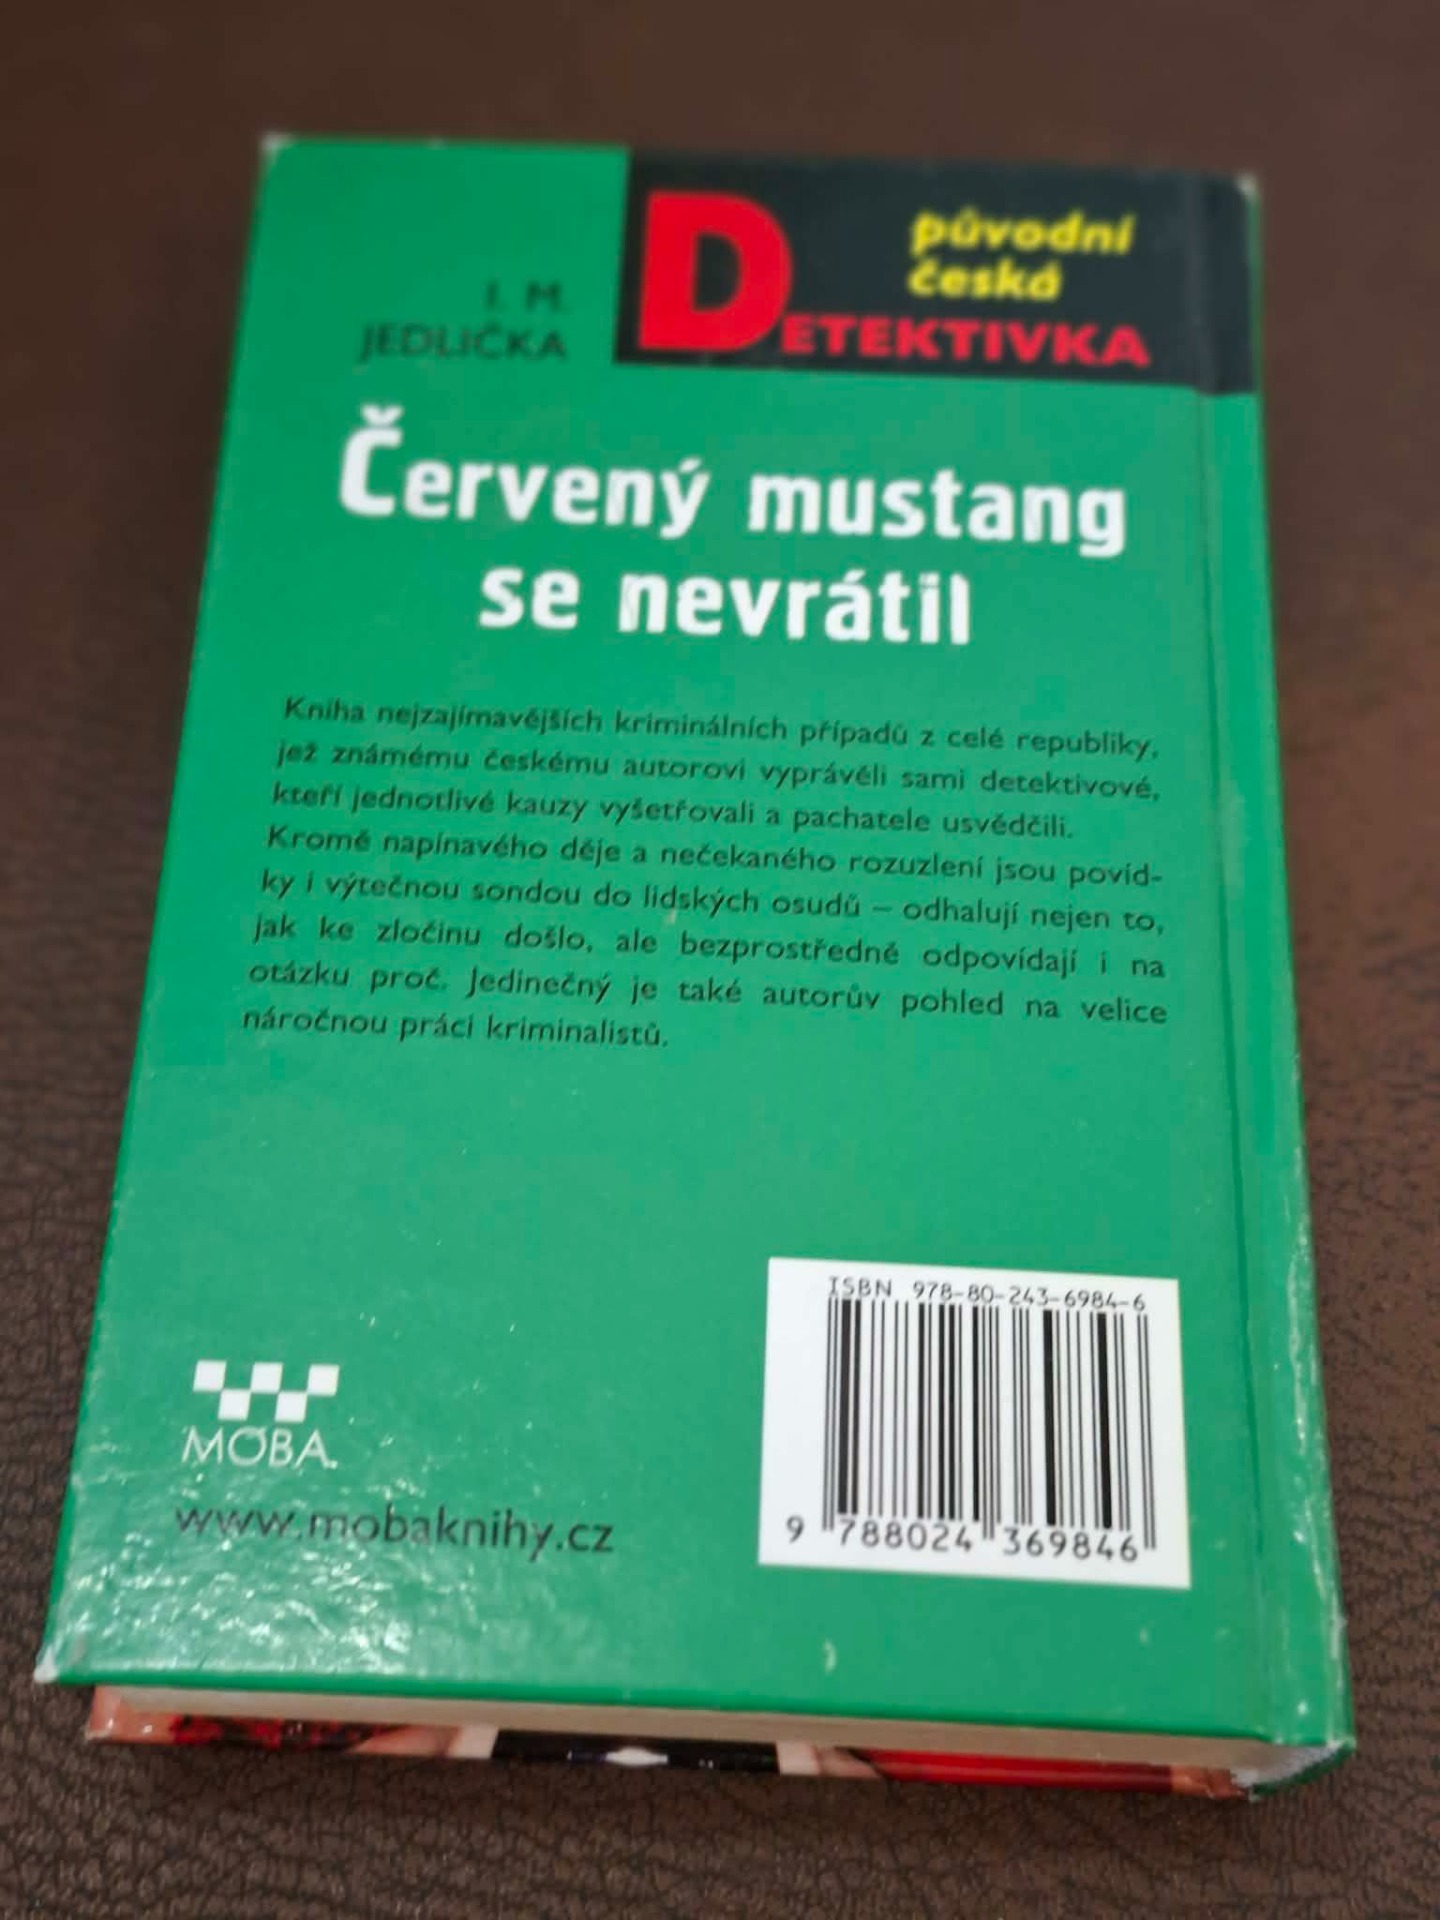 I. M.
JEDLIČKA
původní
česká
DETEKTIVKA
Červený mustang
se nevrátil
Kniha nejzajímavějších kriminálních případů z celé republiky,
jež známému českému autorovi vyprávěli sami detektivové,
kteří jednotlivé kauzy vyšetřovali a pachatele usvědčili.
Kromě napínavého děje a nečekaného rozuzlení jsou povíd-
ky i výtečnou sondou do lidských osudů – odhalují nejen to,
jak ke zločinu došlo, ale bezprostředně odpovídají i na
otázku proč. Jedinečný je také autorův pohled na velice
náročnou práci kriminalistů.
ISBN 978-80-243-6984-6
9 788024 369846
MOBA
www.mobaknihy.cz